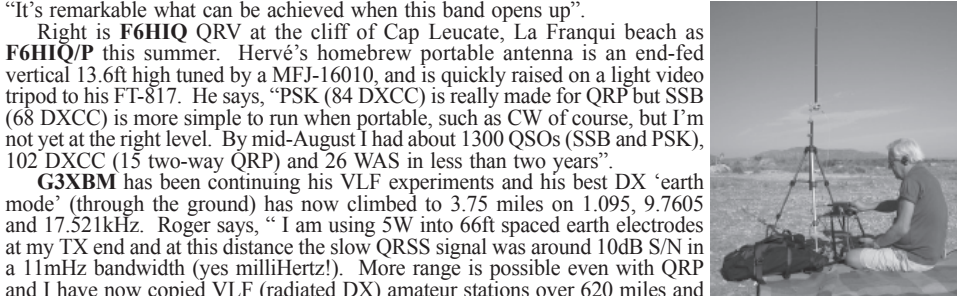 “It’s remarkable what can be achieved when this band opens up”.
Right is F6HIQ QRV at the cliff of Cap Leucate, La Franqui beach as
F6HIQ/P this summer. Hervé’s homebrew portable antenna is an end-fed
vertical 13.6ft high tuned by a MFJ-16010, and is quickly raised on a light video
tripod to his FT-817. He says, “PSK (84 DXCC) is really made for QRP but SSB
(68 DXCC) is more simple to run when portable, such as CW of course, but I’m
not yet at the right level. By mid-August I had about 1300 QSOs (SSB and PSK),
102 DXCC (15 two-way QRP) and 26 WAS in less than two years”.
G3XBM has been continuing his VLF experiments and his best DX ‘earth
mode’ (through the ground) has now climbed to 3.75 miles on 1.095, 9.7605
and 17.521kHz. Roger says, “ I am using 5W into 66ft spaced earth electrodes
at my TX end and at this distance the slow QRSS signal was around 10dB S/N in
a 11mHz bandwidth (yes milliHertz!). More range is possible even with QRP
and I have now copied VLF (radiated DX) amateur stations over 620 miles and